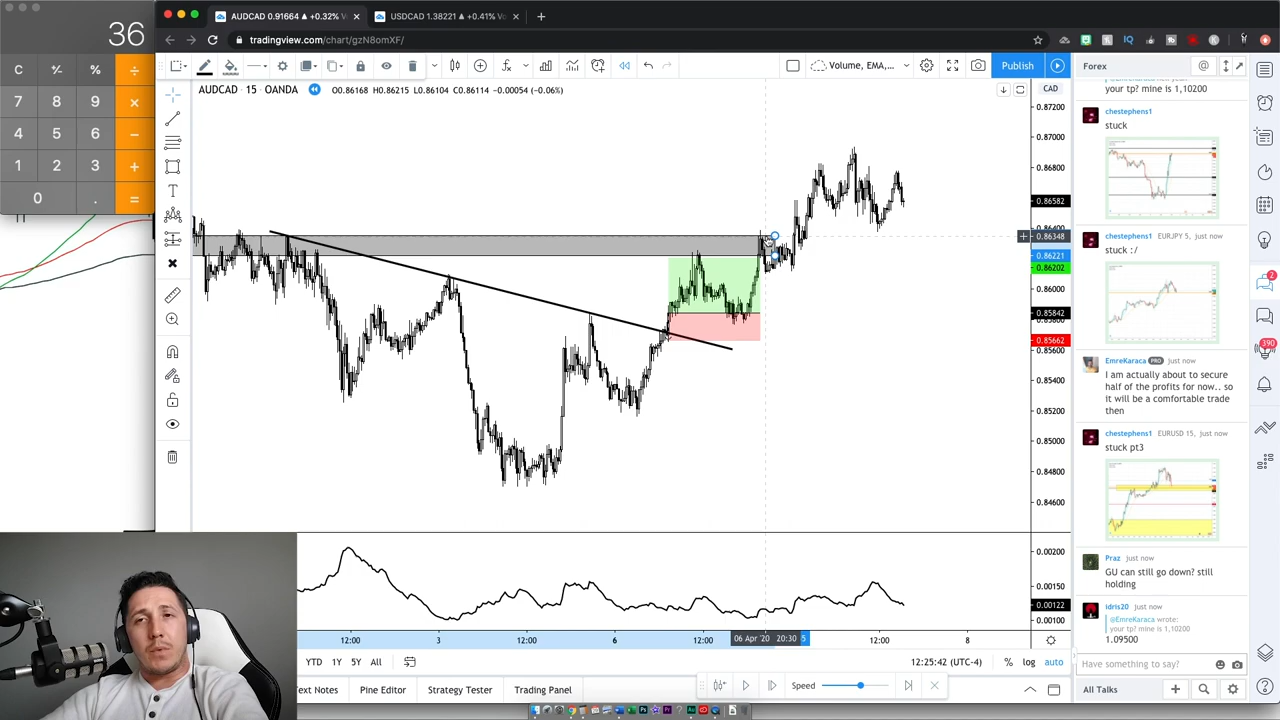 36
C
+/-
%
÷
7
8
9
×
4
5
6
−
1
2
3
+
0
.
=
AUDCAD 0.91664 ▲ +0.32% V
USDCAD 1.38221 ▲ +0.41% V
tradingview.com/chart/gzN8omXF/
Volume, EMA,...
Publish
AUDCAD · 15 · OANDA
O0.86168 H0.86215 L0.86104 C0.86114 −0.00054 (−0.06%)
CAD
0.87200
0.87000
0.86800
0.86582
0.86400
0.86348
0.86221
0.86202
0.86000
0.85842
0.85800
0.85662
0.85600
0.85400
0.85200
0.85000
0.84800
0.84600
0.00200
0.00150
0.00122
0.00100
12:00
3
12:00
6
12:00
06 Apr '20 20:30
5
12:00
8
YTD
1Y
5Y
All
12:25:42 (UTC-4)
%
log
auto
Text Notes
Pine Editor
Strategy Tester
Trading Panel
Speed
Forex
your tp? mine is 1,10200
chestephens1
stuck
chestephens1 EURJPY 5, just now
stuck :/
EmreKaraca PRO just now
I am actually about to secure
half of the profits for now.. so
it will be a comfortable trade
then
chestephens1 EURUSD 15, just now
stuck pt3
Praz just now
GU can still go down? still
holding
idris20 just now
@EmreKaraca wrote:
your tp? mine is 1,10200
1.09500
Have something to say?
All Talks
2
390